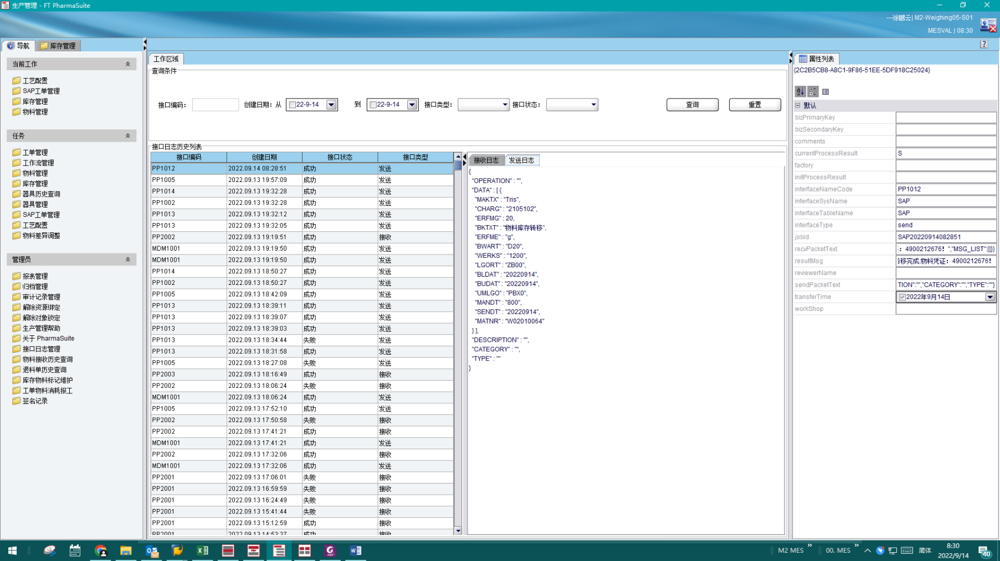 生产管理 - FT PharmaSuite
---徐鹏云| M2-Weighing05-S01
MESVAL | 08:30
导航
库存管理
当前工作
工艺配置
SAP工单管理
库存管理
物料管理
任务
工单管理
工作流管理
物料管理
库存管理
器具历史查询
器具管理
SAP工单管理
工艺配置
物料差异调整
管理员
报表管理
归档管理
审计记录管理
解除资源绑定
解除对象锁定
生产管理帮助
关于 PharmaSuite
接口日志管理
物料接收历史查询
退料单历史查询
库存物料标记维护
工单物料消耗报工
签名记录
工作区域
查询条件
接口编码：
创建日期：从 22-9-14 到 22-9-14 接口类型： 接口状态： 查询 重置
接口日志历史列表
接口编码 创建日期 接口状态 接口类型
PP1012 2022.09.14 08:28:51 成功 发送
PP1005 2022.09.13 19:57:09 成功 发送
PP1014 2022.09.13 19:32:28 成功 发送
PP1002 2022.09.13 19:32:28 成功 发送
PP1013 2022.09.13 19:32:12 成功 发送
PP1013 2022.09.13 19:32:05 成功 发送
PP2002 2022.09.13 19:19:51 成功 接收
MDM1001 2022.09.13 19:19:50 成功 发送
MDM1001 2022.09.13 19:19:50 成功 发送
PP1014 2022.09.13 18:50:27 成功 发送
PP1002 2022.09.13 18:50:27 成功 发送
PP1005 2022.09.13 18:42:09 成功 发送
PP1013 2022.09.13 18:39:11 成功 发送
PP1013 2022.09.13 18:39:07 成功 发送
PP1013 2022.09.13 18:39:03 成功 发送
PP1013 2022.09.13 18:34:44 失败 发送
PP1013 2022.09.13 18:31:58 成功 发送
PP1005 2022.09.13 18:27:08 失败 发送
PP2003 2022.09.13 18:16:49 成功 接收
PP2002 2022.09.13 18:06:24 失败 接收
MDM1001 2022.09.13 18:06:24 成功 发送
PP1005 2022.09.13 17:52:10 成功 发送
PP2002 2022.09.13 17:50:58 失败 接收
PP2002 2022.09.13 17:41:21 成功 接收
MDM1001 2022.09.13 17:41:21 成功 发送
PP2002 2022.09.13 17:32:06 成功 接收
MDM1001 2022.09.13 17:32:06 成功 发送
PP2001 2022.09.13 17:06:01 失败 接收
PP2001 2022.09.13 16:59:59 失败 接收
PP2001 2022.09.13 16:24:49 失败 接收
PP2001 2022.09.13 15:41:44 失败 接收
PP2001 2022.09.13 15:12:59 成功 接收
PP2001 2022.09.13 14:53:37 成功 接收
接收日志 发送日志
{
"OPERATION" : "",
"DATA" : [ {
"MAKTX" : "Tris",
"CHARG" : "2105102",
"ERFMG" : 20,
"BKTXT" : "物料库存转移",
"ERFME" : "g",
"BWART" : "D20",
"WERKS" : "1200",
"LGORT" : "ZB00",
"BLDAT" : "20220914",
"BUDAT" : "20220914",
"UMLGO" : "PBX0",
"MANDT" : "800",
"SENDT" : "20220914",
"MATNR" : "W02010064"
} ],
"DESCRIPTION" : "",
"CATEGORY" : "",
"TYPE" : ""
}
属性列表
{2C2B5CB8-A8C1-9F86-51EE-5DF918C25024}
默认
bizPrimaryKey
bizSecondaryKey
comments
currentProcessResult S
factory
initProcessResult
interfaceNameCode PP1012
interfaceSysName SAP
interfaceTableName SAP
interfaceType send
jobId SAP20220914082851
recvPacketText ：4900212676！","MSG_LIST":[]}}
resultMsg 移完成,物料凭证：4900212676！
reviewerName
sendPacketText TION":"","CATEGORY":"","TYPE":""}
transferTime 2022年9月14日
workShop
M2 MES
00. MES
简体
8:30
2022/9/14
40